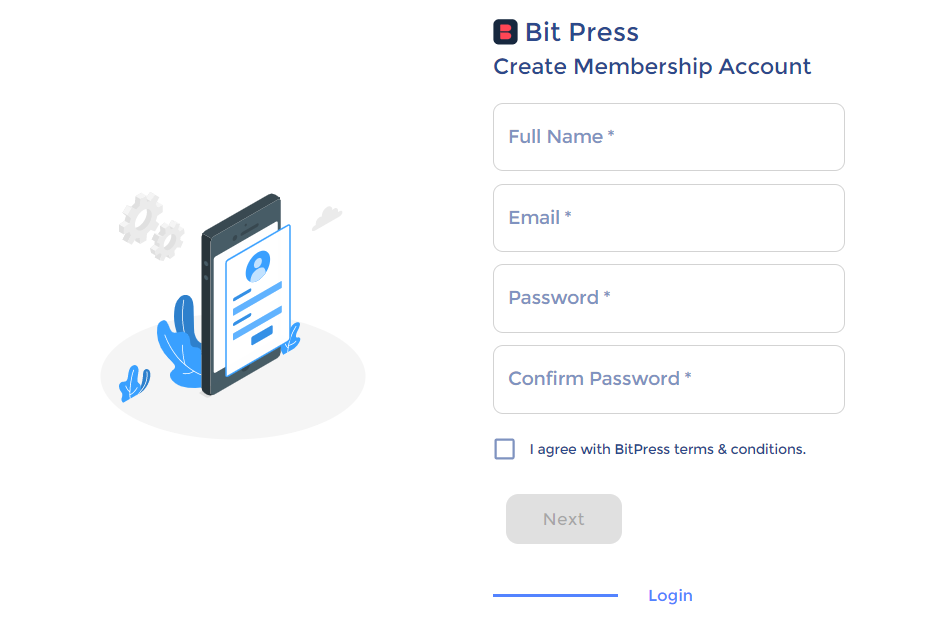 Bit Press
Create Membership Account
Full Name *
Email *
Password *
Confirm Password *
I agree with BitPress terms & conditions.
Next
Login